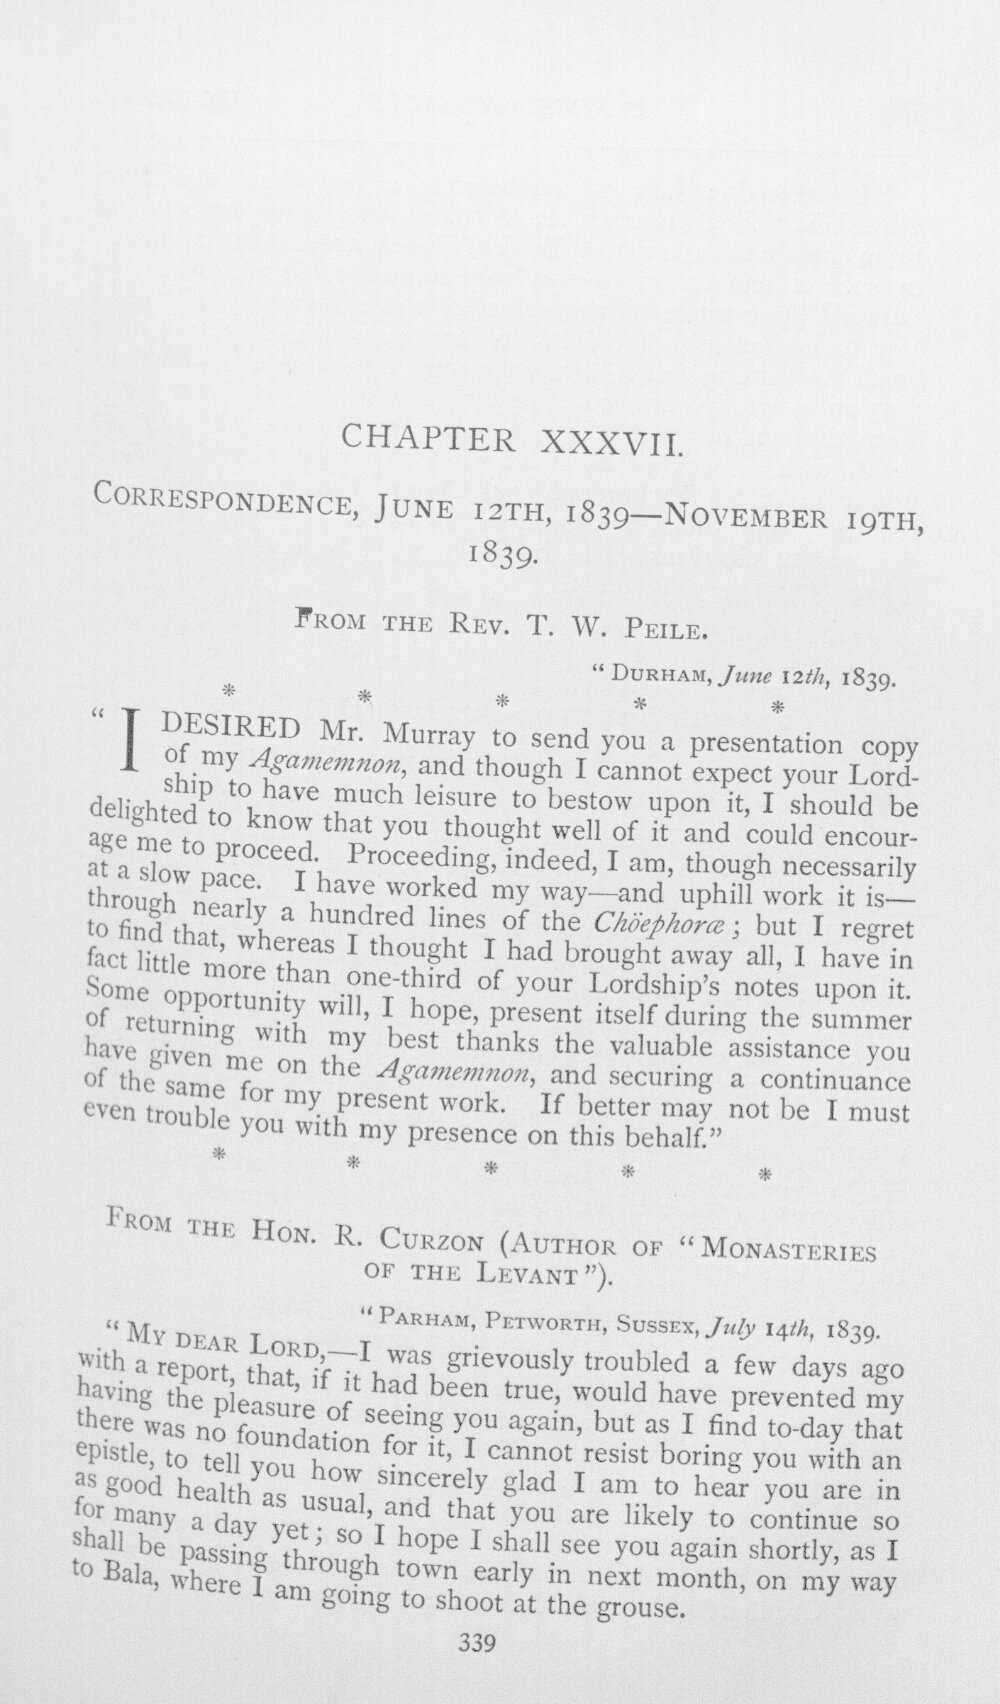 CHAPTER XXXVII.
CORRESPONDENCE, JUNE 12TH, 1839—NOVEMBER 19TH,
1839.
FROM THE REV. T. W. PEILE.
"DURHAM, June 12th, 1839.
* * * * *
"I DESIRED Mr. Murray to send you a presentation copy
of my Agamemnon, and though I cannot expect your Lord-
ship to have much leisure to bestow upon it, I should be
delighted to know that you thought well of it and could encour-
age me to proceed. Proceeding, indeed, I am, though necessarily
at a slow pace. I have worked my way—and uphill work it is—
through nearly a hundred lines of the Chöephoræ; but I regret
to find that, whereas I thought I had brought away all, I have in
fact little more than one-third of your Lordship's notes upon it.
Some opportunity will, I hope, present itself during the summer
of returning with my best thanks the valuable assistance you
have given me on the Agamemnon, and securing a continuance
of the same for my present work. If better may not be I must
even trouble you with my presence on this behalf."
* * * * *
FROM THE HON. R. CURZON (AUTHOR OF "MONASTERIES
OF THE LEVANT").
"PARHAM, PETWORTH, SUSSEX, July 14th, 1839.
"MY DEAR LORD,—I was grievously troubled a few days ago
with a report, that, if it had been true, would have prevented my
having the pleasure of seeing you again, but as I find to-day that
there was no foundation for it, I cannot resist boring you with an
epistle, to tell you how sincerely glad I am to hear you are in
as good health as usual, and that you are likely to continue so
for many a day yet; so I hope I shall see you again shortly, as I
shall be passing through town early in next month, on my way
to Bala, where I am going to shoot at the grouse.
339